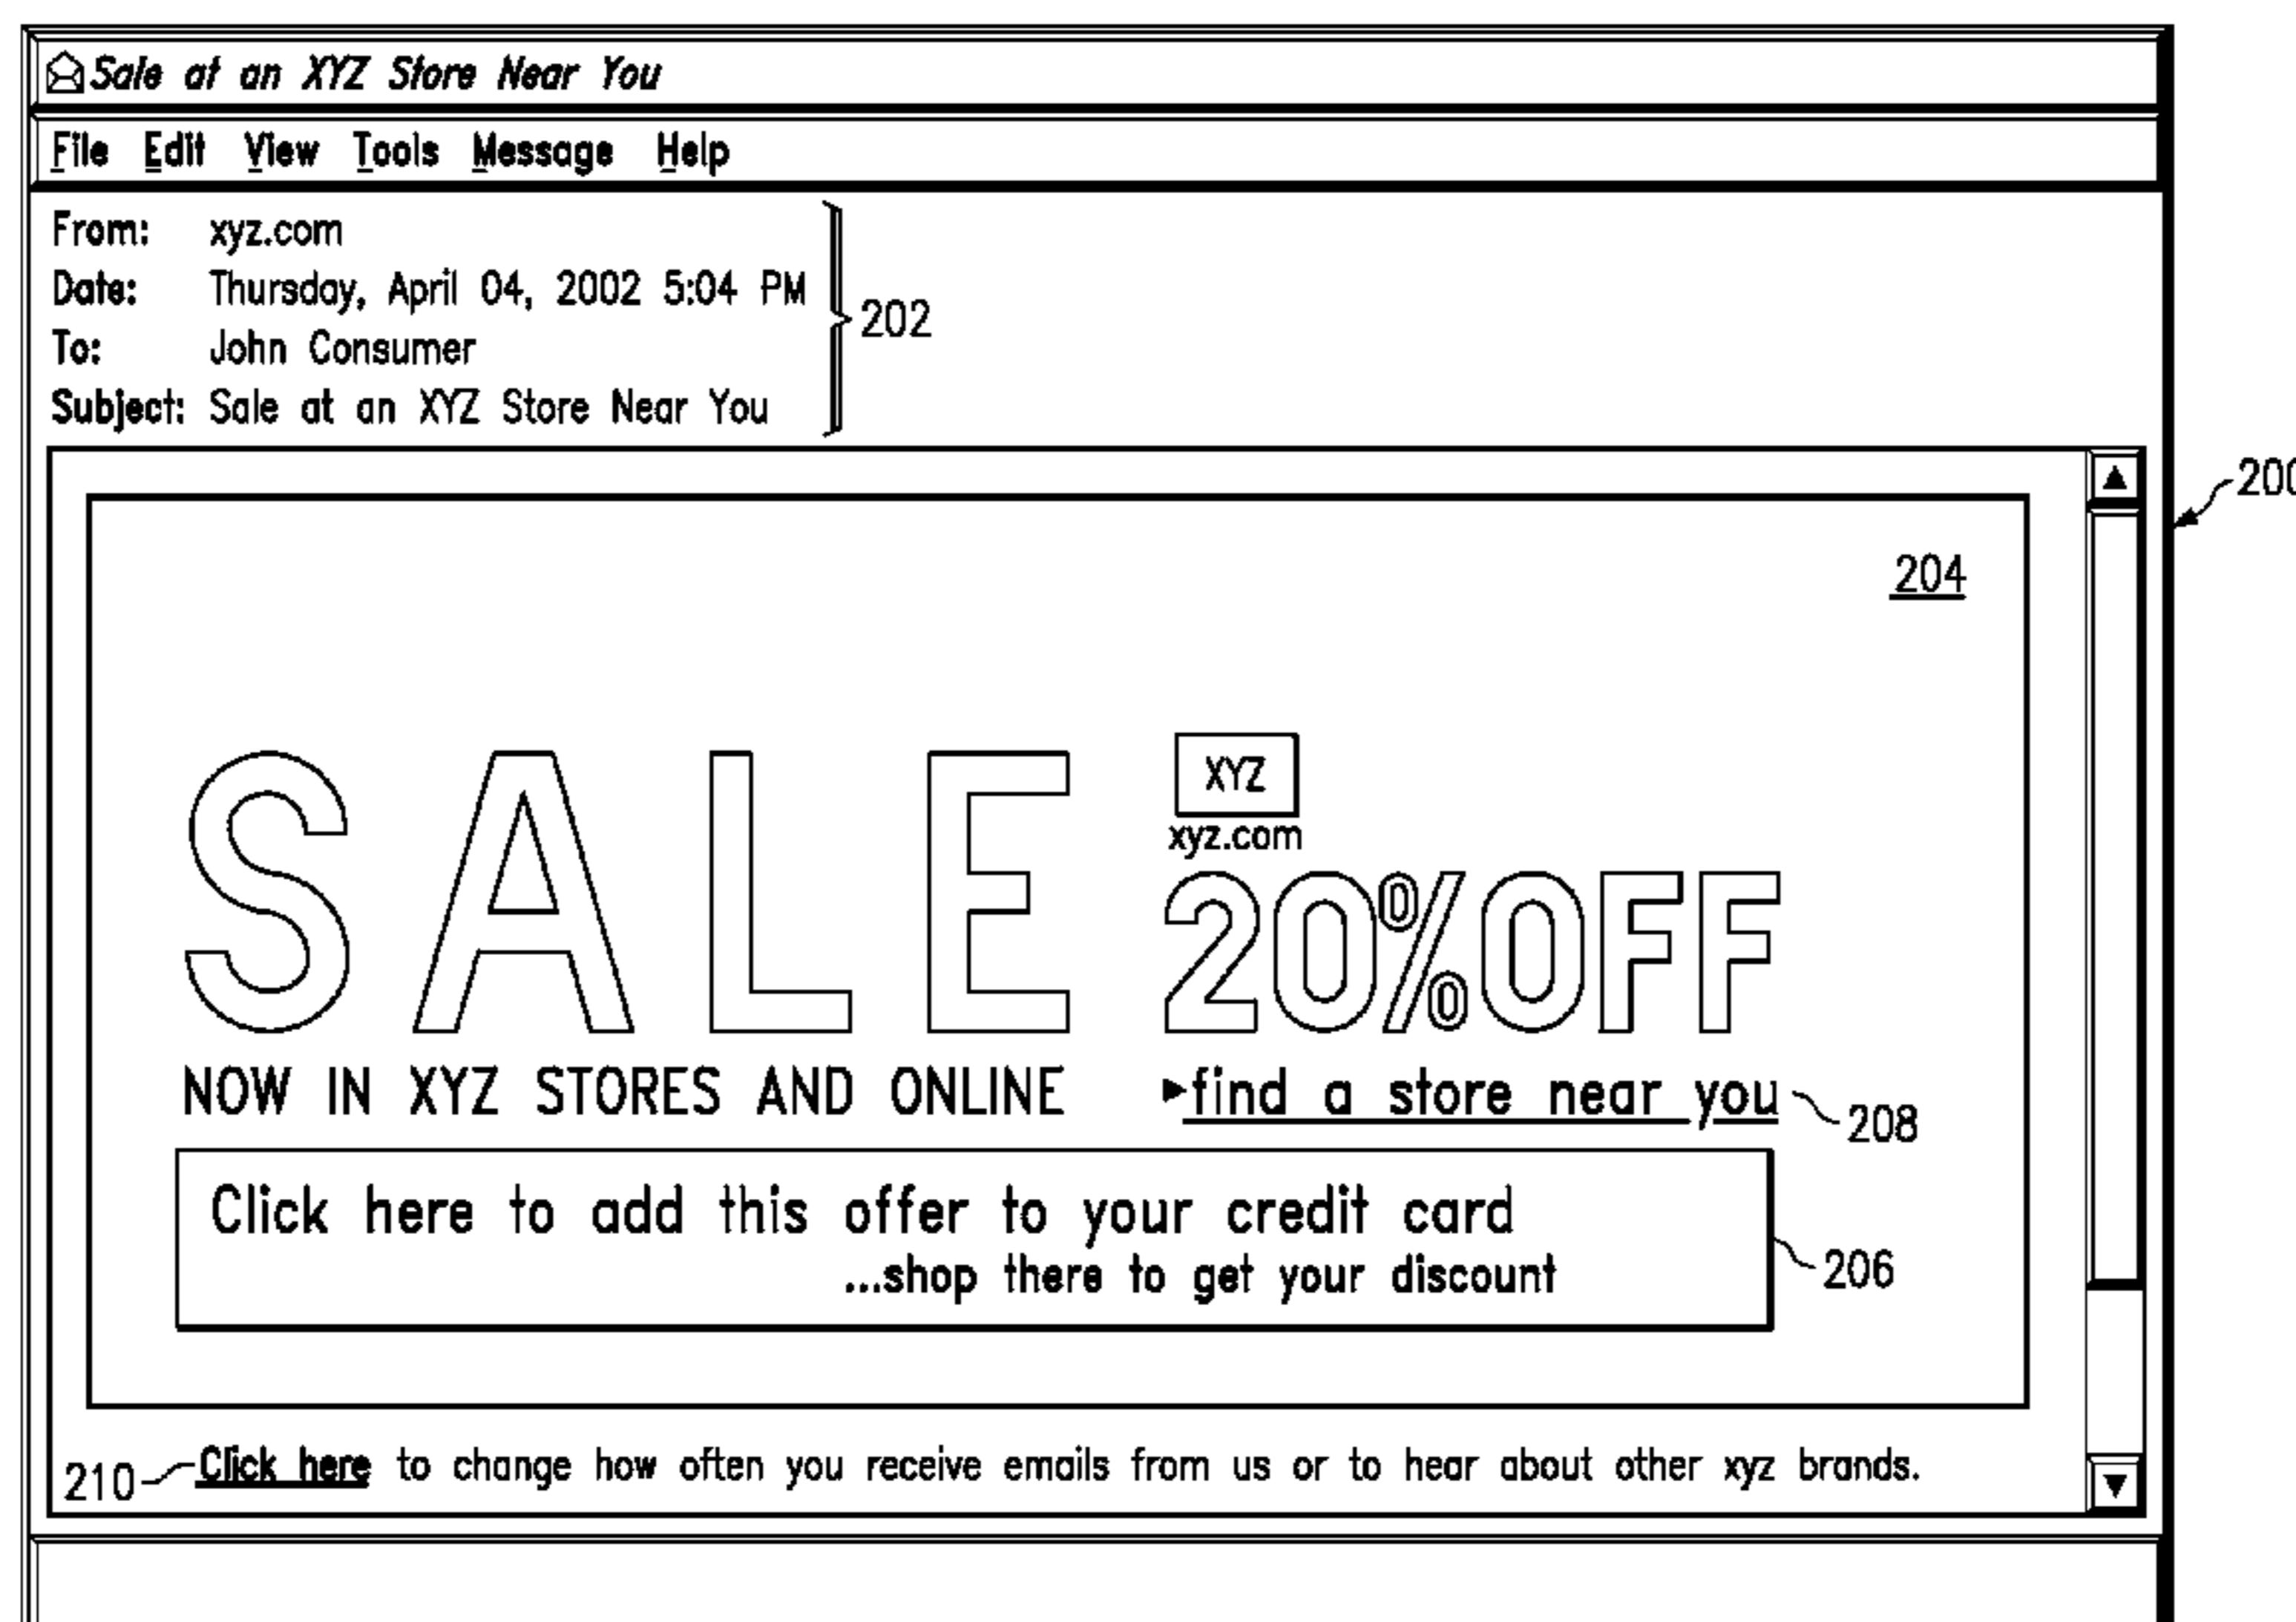 Sale at an XYZ Store Near You
File Edit View Tools Message Help
From: xyz.com
Date: Thursday, April 04, 2002 5:04 PM
To: John Consumer
Subject: Sale at an XYZ Store Near You
202
200
204
SALE
XYZ
xyz.com
20%OFF
NOW IN XYZ STORES AND ONLINE
▸find a store near you
208
Click here to add this offer to your credit card
...shop there to get your discount
206
210
Click here to change how often you receive emails from us or to hear about other xyz brands.